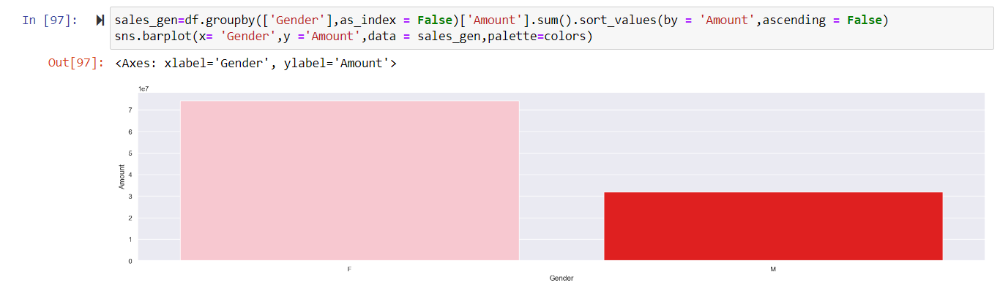 In [97]:
sales_gen=df.groupby(['Gender'],as_index = False)['Amount'].sum().sort_values(by = 'Amount',ascending = False)
sns.barplot(x= 'Gender',y ='Amount',data = sales_gen,palette=colors)
Out[97]: <Axes: xlabel='Gender', ylabel='Amount'>
1e7
7
6
5
4
3
2
1
0
Amount
F M
Gender